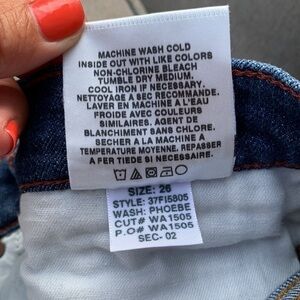 MACHINE WASH COLD
INSIDE OUT WITH LIKE COLORS
NON-CHLORINE BLEACH
TUMBLE DRY MEDIUM.
COOL IRON IF NECESSARY.
NETTOYAGE A SEC RECOMMANDE.
LAVER EN MACHINE A L'EAU
FROIDE AVEC COULEURS
SIMILAIRES. AGENT DE
BLANCHIMENT SANS CHLORE.
SECHER A LA MACHINE A
TEMPERATURE MOYENNE. REPASSER
A FER TIEDE SI NECESSAIRE.
SIZE: 26
STYLE: 37FI5805
WASH: PHOEBE
CUT# WA1505
P.O# WA1505
SEC- 02